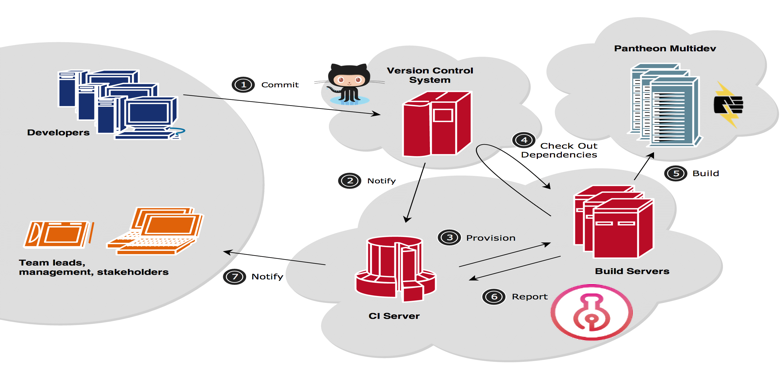 Pantheon Multidev
Version Control
System
1 Commit
Developers
4 Check Out
Dependencies
2 Notify
5 Build
3 Provision
Team leads,
management, stakeholders
7 Notify
Build Servers
6 Report
CI Server